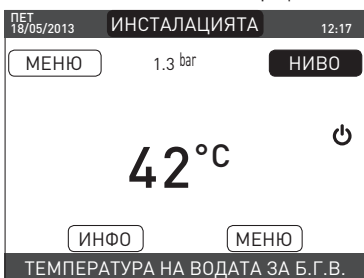 ПЕТ
18/05/2013 ИНСТАЛАЦИЯТА 12:17
МЕНЮ 1.3 bar НИВО
42°C
ИНФО МЕНЮ
ТЕМПЕРАТУРА НА ВОДАТА ЗА Б.Г.В.